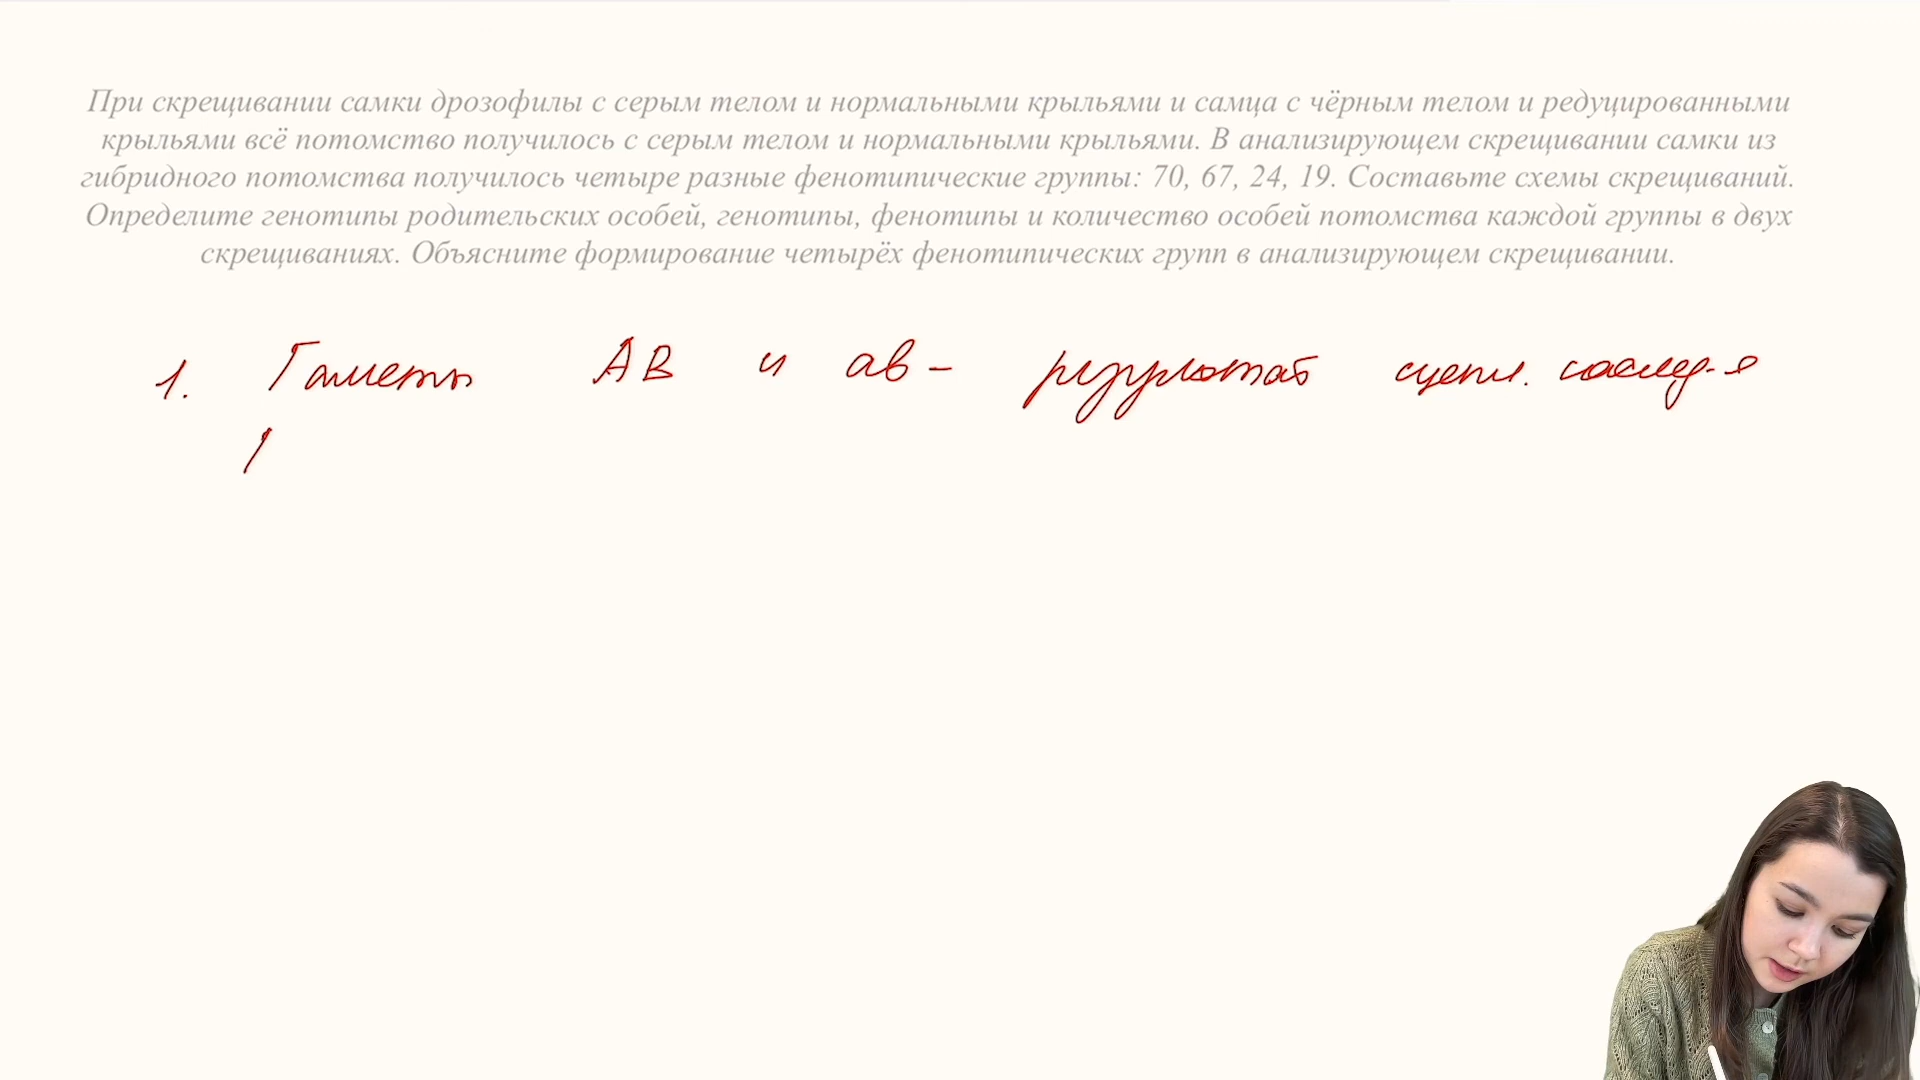 При скрещивании самки дрозофилы с серым телом и нормальными крыльями и самца с чёрным телом и редуцированными
крыльями всё потомство получилось с серым телом и нормальными крыльями. В анализирующем скрещивании самки из
гибридного потомства получилось четыре разные фенотипические группы: 70, 67, 24, 19. Составьте схемы скрещиваний.
Определите генотипы родительских особей, генотипы, фенотипы и количество особей потомства каждой группы в двух
скрещиваниях. Объясните формирование четырёх фенотипических групп в анализирующем скрещивании.
1. Гаметы АВ и ав - результат сцепл. наслед-я